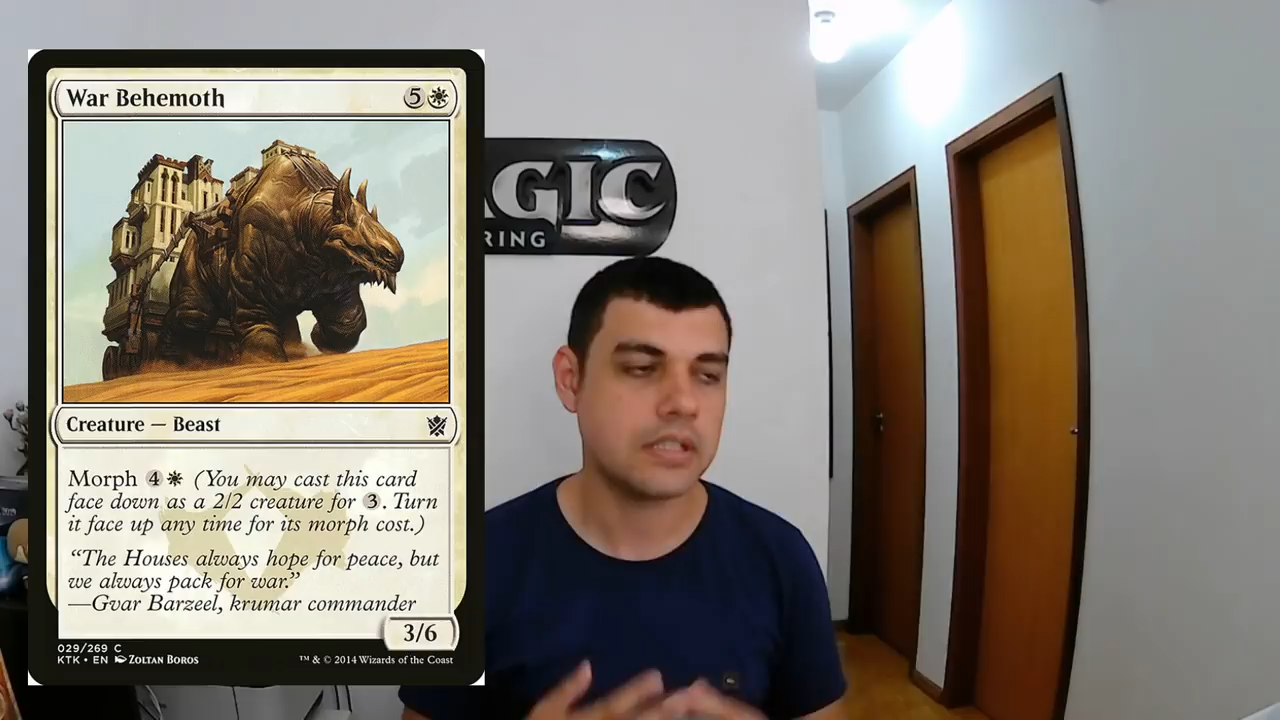 War Behemoth 5
GIC
RING
Creature — Beast
Morph 4 (You may cast this card
face down as a 2/2 creature for 3. Turn
it face up any time for its morph cost.)
“The Houses always hope for peace, but
we always pack for war.”
—Gvar Barzeel, krumar commander
3/6
029/269 C
KTK • EN ZOLTAN BOROS
™ & © 2014 Wizards of the Coast